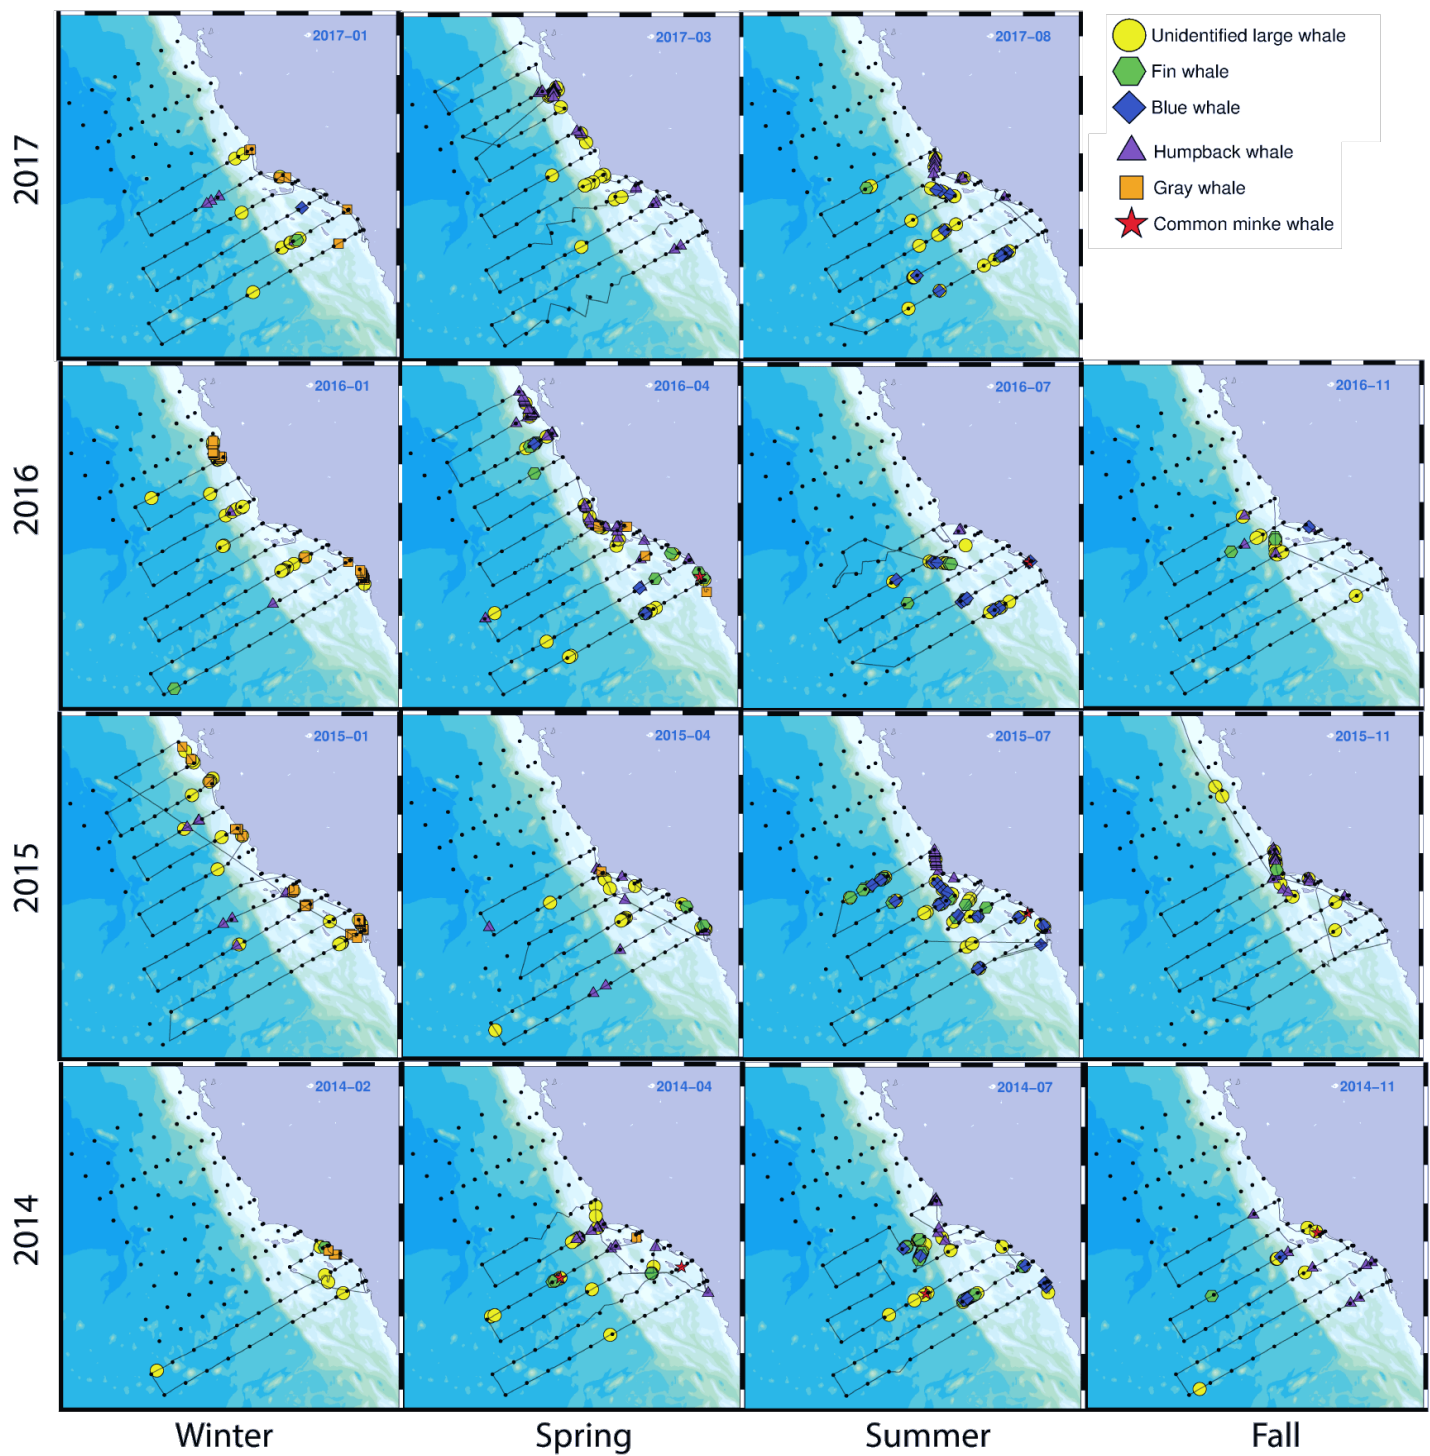 2017-01
2017-03
2017-08
Unidentified large whale
Fin whale
Blue whale
Humpback whale
Gray whale
Common minke whale
2017
2016-01
2016-04
2016-07
2016-11
2016
2015-01
2015-04
2015-07
2015-11
2015
2014-02
2014-04
2014-07
2014-11
2014
Winter
Spring
Summer
Fall